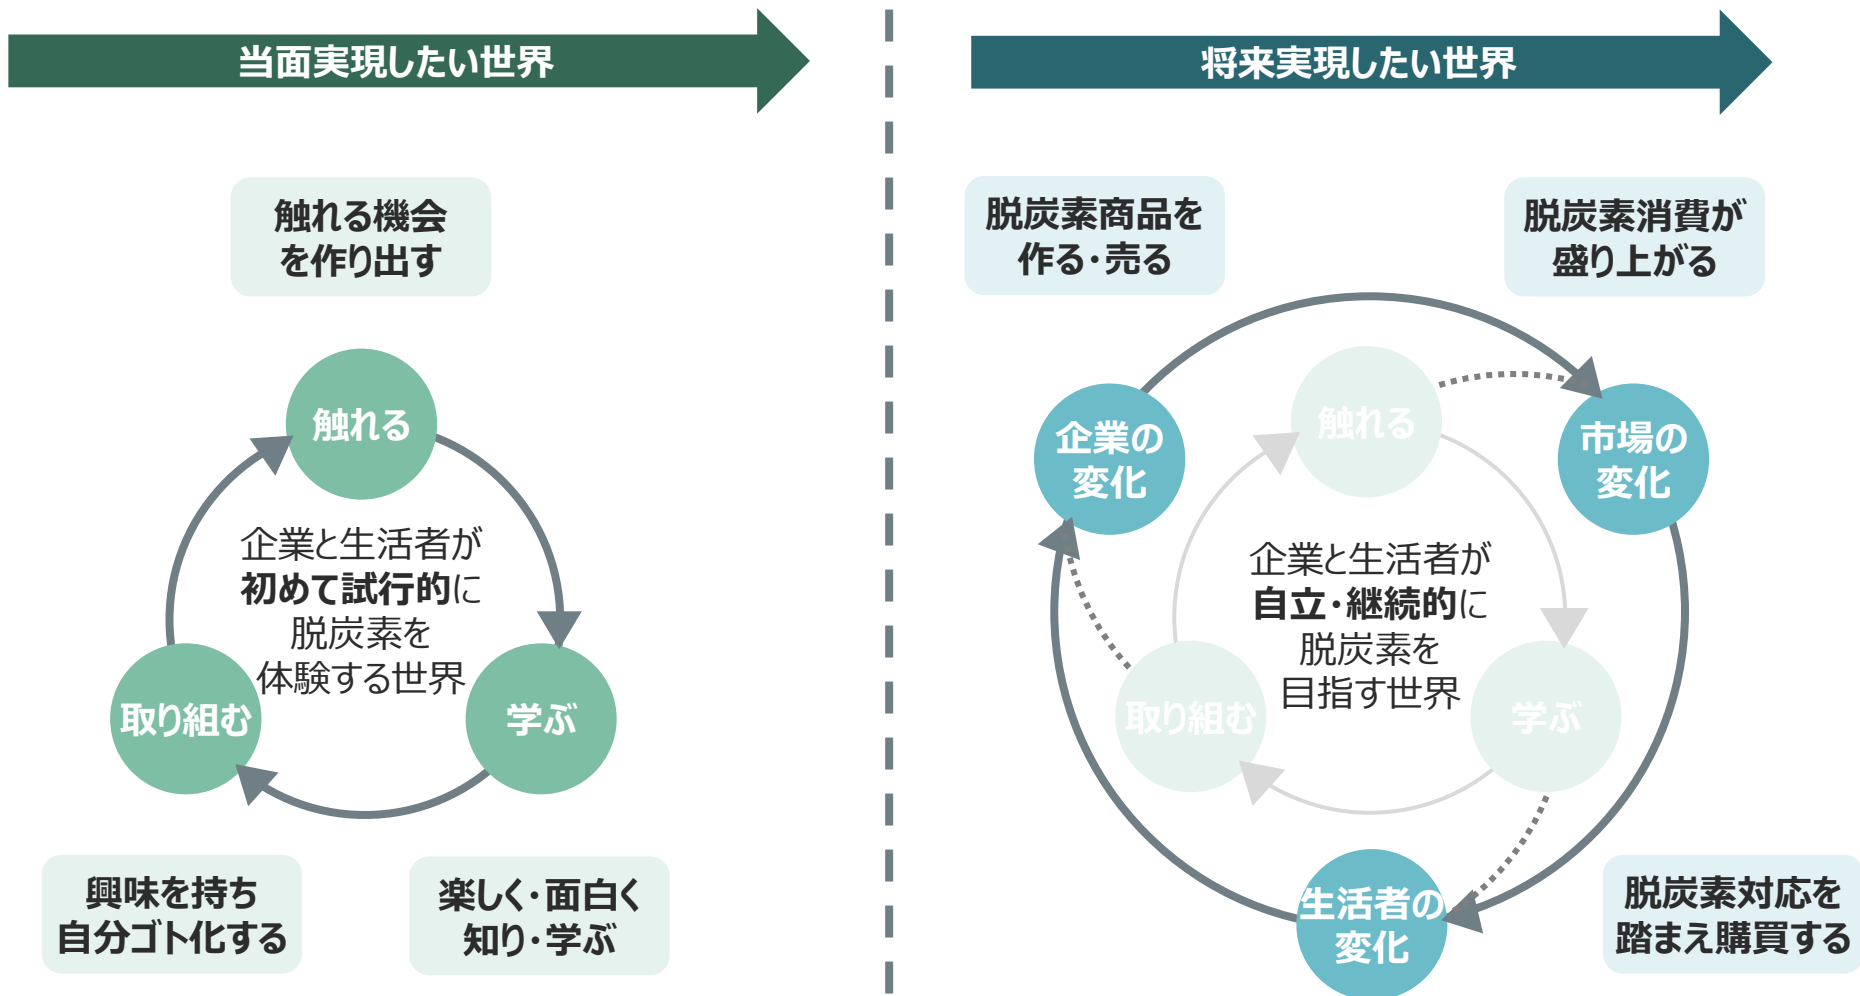 当面実現したい世界
触れる機会
を作り出す
触れる
企業と生活者が
初めて試行的に
脱炭素を
体験する世界
取り組む
学ぶ
興味を持ち
自分ゴト化する
楽しく・面白く
知り・学ぶ
将来実現したい世界
脱炭素商品を
作る・売る
脱炭素消費が
盛り上がる
触れる
企業の
変化
市場の
変化
企業と生活者が
自立・継続的に
脱炭素を
目指す世界
取り組む
学ぶ
生活者の
変化
脱炭素対応を
踏まえ購買する